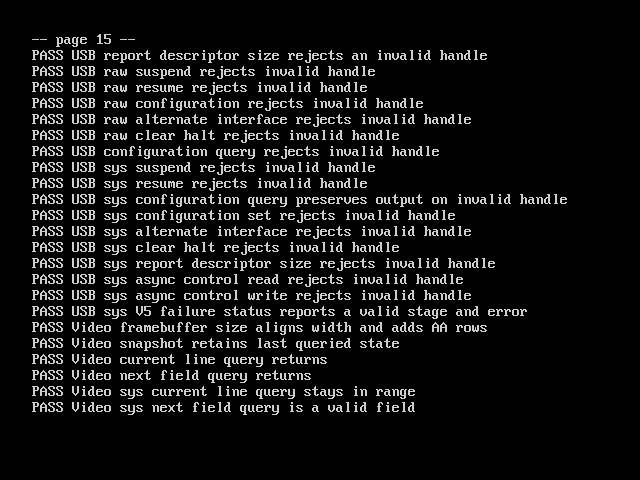 -- page 15 --
PASS USB report descriptor size rejects an invalid handle
PASS USB raw suspend rejects invalid handle
PASS USB raw resume rejects invalid handle
PASS USB raw configuration rejects invalid handle
PASS USB raw alternate interface rejects invalid handle
PASS USB raw clear halt rejects invalid handle
PASS USB configuration query rejects invalid handle
PASS USB sys suspend rejects invalid handle
PASS USB sys resume rejects invalid handle
PASS USB sys configuration query preserves output on invalid handle
PASS USB sys configuration set rejects invalid handle
PASS USB sys alternate interface rejects invalid handle
PASS USB sys clear halt rejects invalid handle
PASS USB sys report descriptor size rejects invalid handle
PASS USB sys async control read rejects invalid handle
PASS USB sys async control write rejects invalid handle
PASS USB sys V5 failure status reports a valid stage and error
PASS Video framebuffer size aligns width and adds AA rows
PASS Video snapshot retains last queried state
PASS Video current line query returns
PASS Video next field query returns
PASS Video sys current line query stays in range
PASS Video sys next field query is a valid field